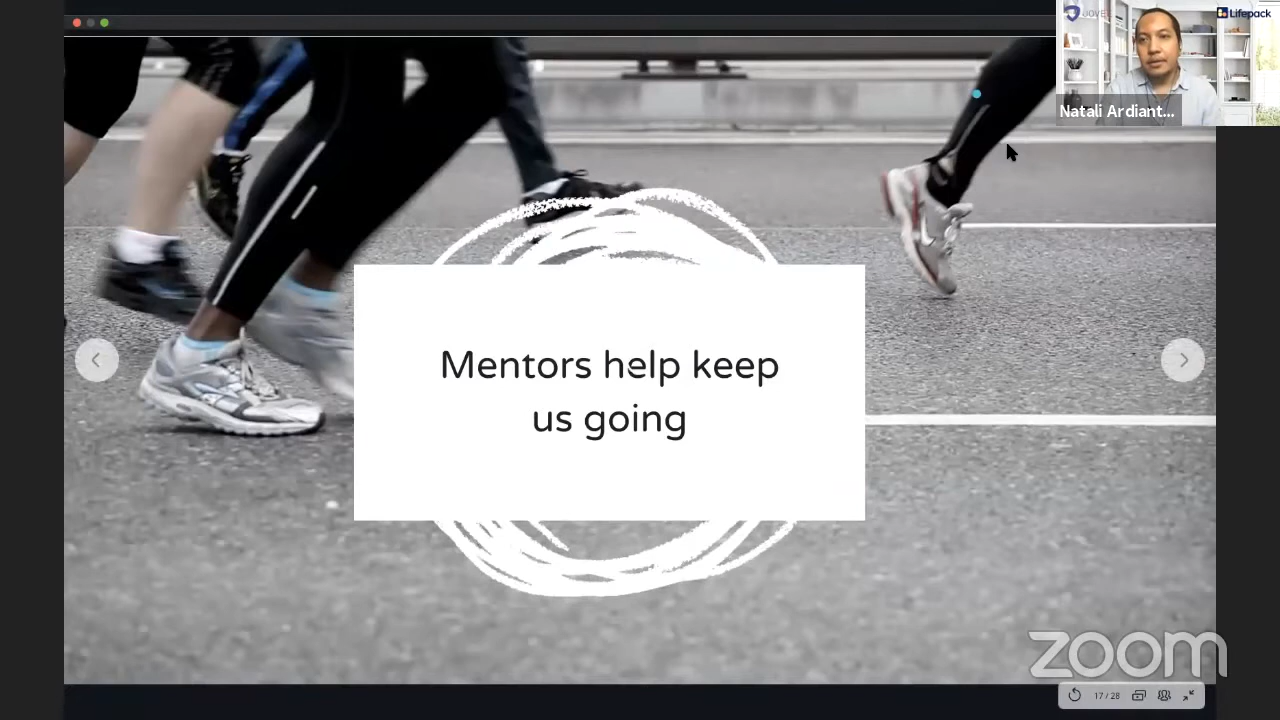 Lifepack
Natali Ardiant...
Mentors help keep
us going
zoom
17 / 28